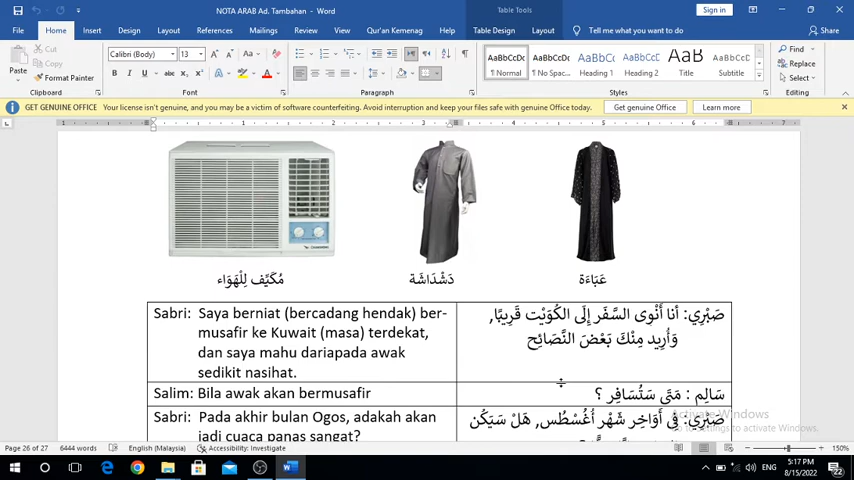 NOTA ARAB Ad, Tambahan - Word
Table Tools
Sign in
File Home Insert Draw Design Layout References Mailings Review View Qur'an Kemenag Help Table Design Layout Tell me what you want to do Share
Paste
Cut
Copy
Format Painter
Clipboard
Calibri (Body) 13
Font
Paragraph
AaBbCcDc AaBbCcDc AaBbCc AaBbCcD AaB AaBbCcD
¶ Normal ¶ No Spac... Heading 1 Heading 2 Title Subtitle
Styles
Find
Replace
Select
Editing
GET GENUINE OFFICE Your license isn't genuine, and you may be a victim of software counterfeiting. Avoid interruption and keep your files safe with genuine Office today. Get genuine Office Learn more
عَبَاءَة
دَشْدَاشَة
مُكَيِّف لِلْهَوَاء
Sabri: Saya berniat (bercadang hendak) ber-
musafir ke Kuwait (masa) terdekat,
dan saya mahu daripada awak
sedikit nasihat.
صَبْرِي: أنا أَنْوِى السَّفَر إِلَى الكُوَيْت قَرِيبًا,
وَأُرِيد مِنْكَ بَعْضَ النَّصَائِح
Salim: Bila awak akan bermusafir
سَالِم : مَتَى سَتُسَافِر ؟
Sabri: Pada akhir bulan Ogos, adakah akan
jadi cuaca panas sangat?
صَبْرِي: فِى أَوَاخِر شَهْر أُغُسْطُس, هَلْ سَيَكُن
Activate Windows
Go to Settings to activate Windows.
Page 26 of 27 6444 words English (Malaysia) Accessibility: Investigate 150%
ENG
5:17 PM
8/15/2022
22